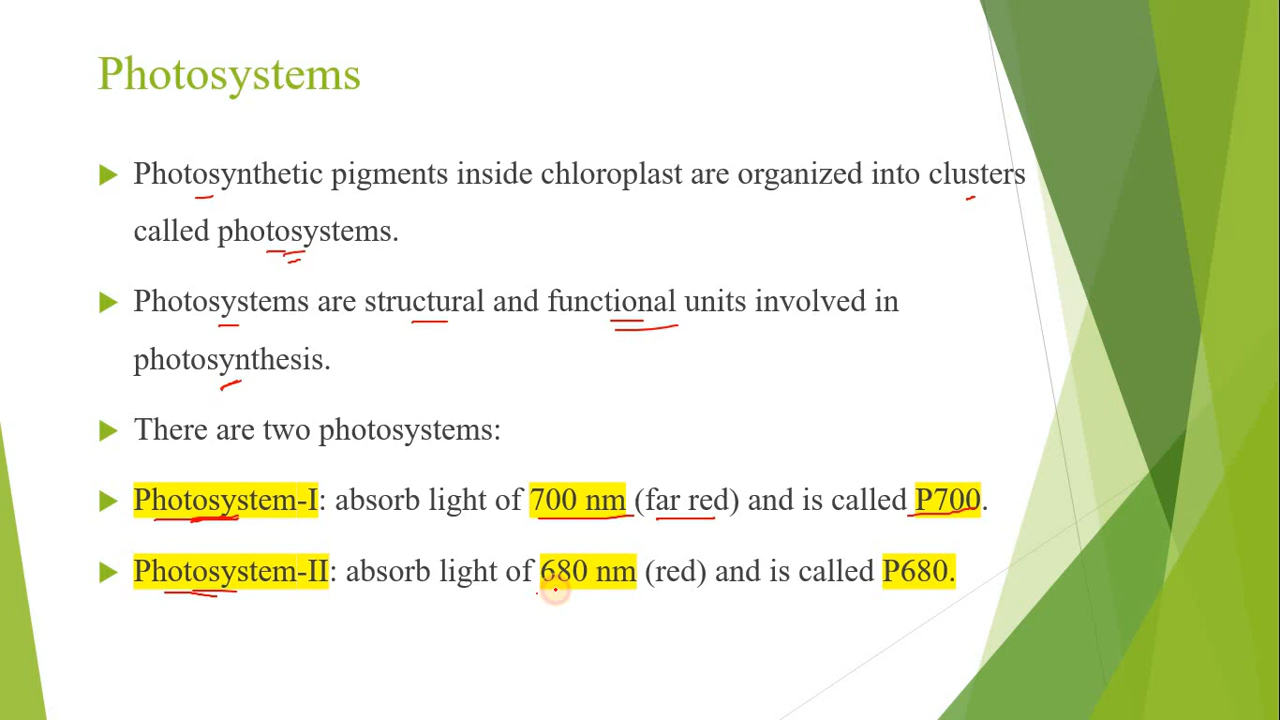 Photosystems
Photosynthetic pigments inside chloroplast are organized into clusters
called photosystems.
Photosystems are structural and functional units involved in
photosynthesis.
There are two photosystems:
Photosystem-I: absorb light of 700 nm (far red) and is called P700.
Photosystem-II: absorb light of 680 nm (red) and is called P680.